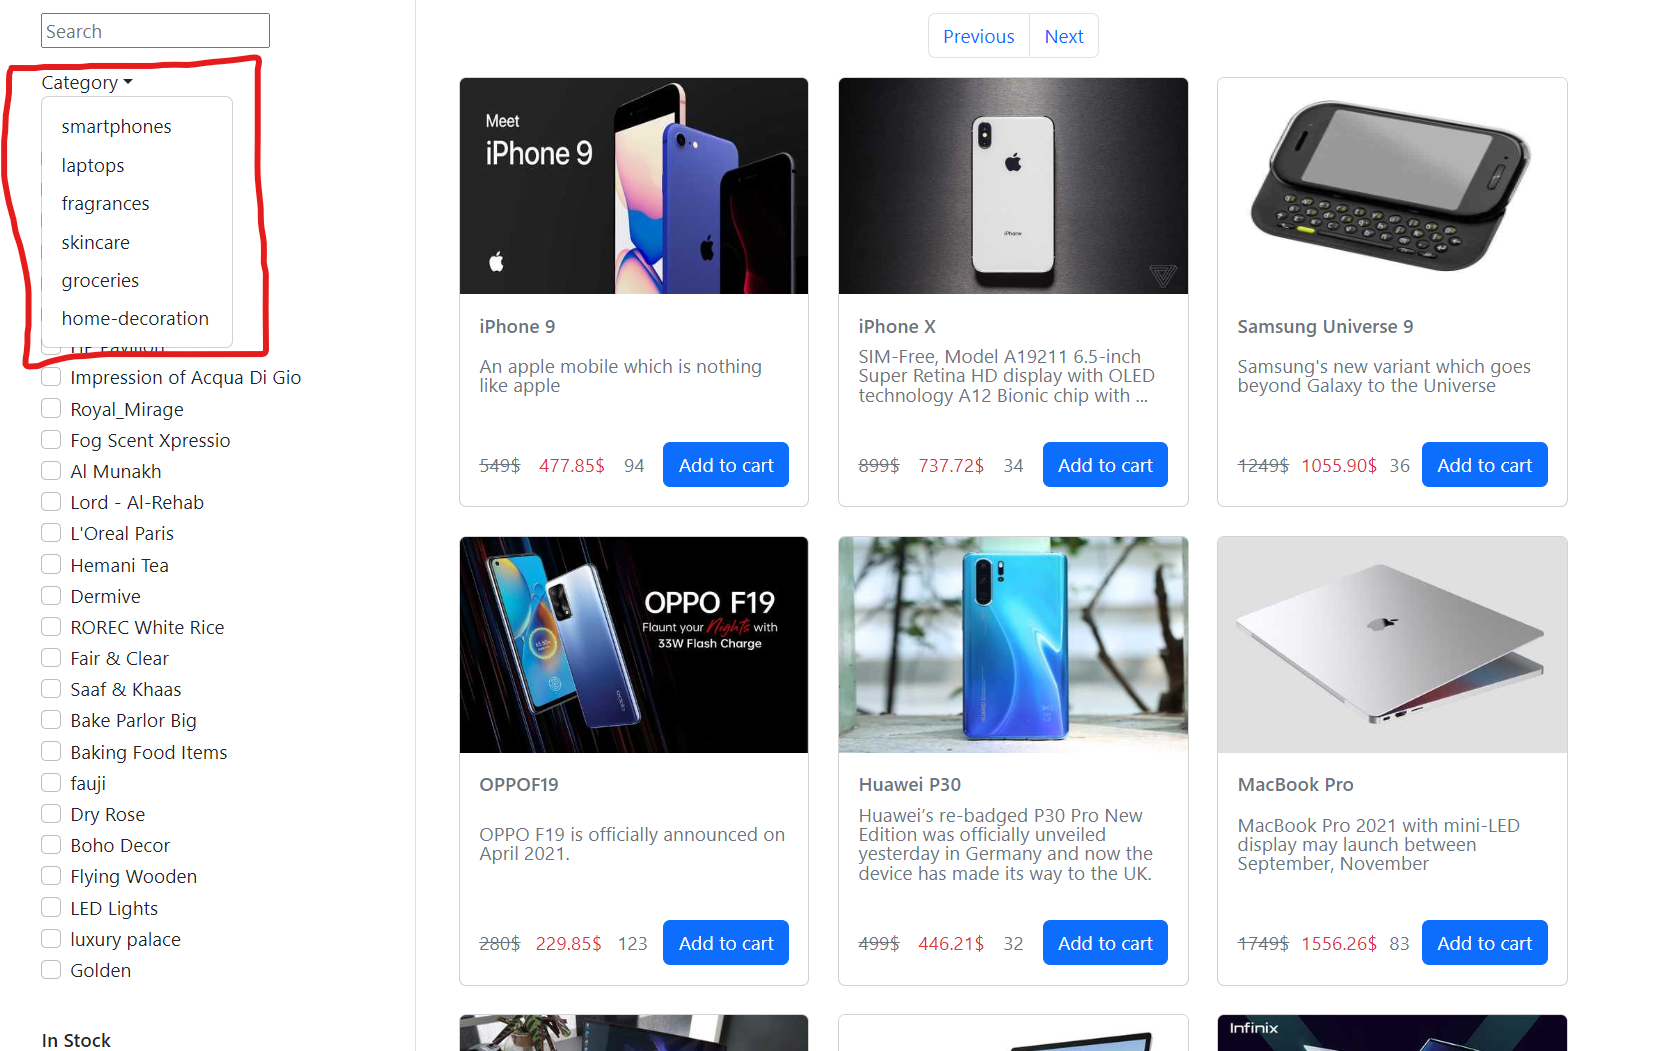 Search
Category
smartphones
laptops
fragrances
skincare
groceries
home-decoration
Impression of Acqua Di Gio
Royal_Mirage
Fog Scent Xpressio
Al Munakh
Lord - Al-Rehab
L'Oreal Paris
Hemani Tea
Dermive
ROREC White Rice
Fair & Clear
Saaf & Khaas
Bake Parlor Big
Baking Food Items
fauji
Dry Rose
Boho Decor
Flying Wooden
LED Lights
luxury palace
Golden
In Stock
Previous Next
Meet
iPhone 9
iPhone 9
An apple mobile which is nothing
like apple
549$ 477.85$ 94 Add to cart
iPhone
iPhone X
SIM-Free, Model A19211 6.5-inch
Super Retina HD display with OLED
technology A12 Bionic chip with ...
899$ 737.72$ 34 Add to cart
Samsung Universe 9
Samsung's new variant which goes
beyond Galaxy to the Universe
1249$ 1055.90$ 36 Add to cart
OPPO F19
Flaunt your Nights with
33W Flash Charge
OPPOF19
OPPO F19 is officially announced on
April 2021.
280$ 229.85$ 123 Add to cart
Huawei P30
Huawei’s re-badged P30 Pro New
Edition was officially unveiled
yesterday in Germany and now the
device has made its way to the UK.
499$ 446.21$ 32 Add to cart
MacBook Pro
MacBook Pro 2021 with mini-LED
display may launch between
September, November
1749$ 1556.26$ 83 Add to cart
Infinix